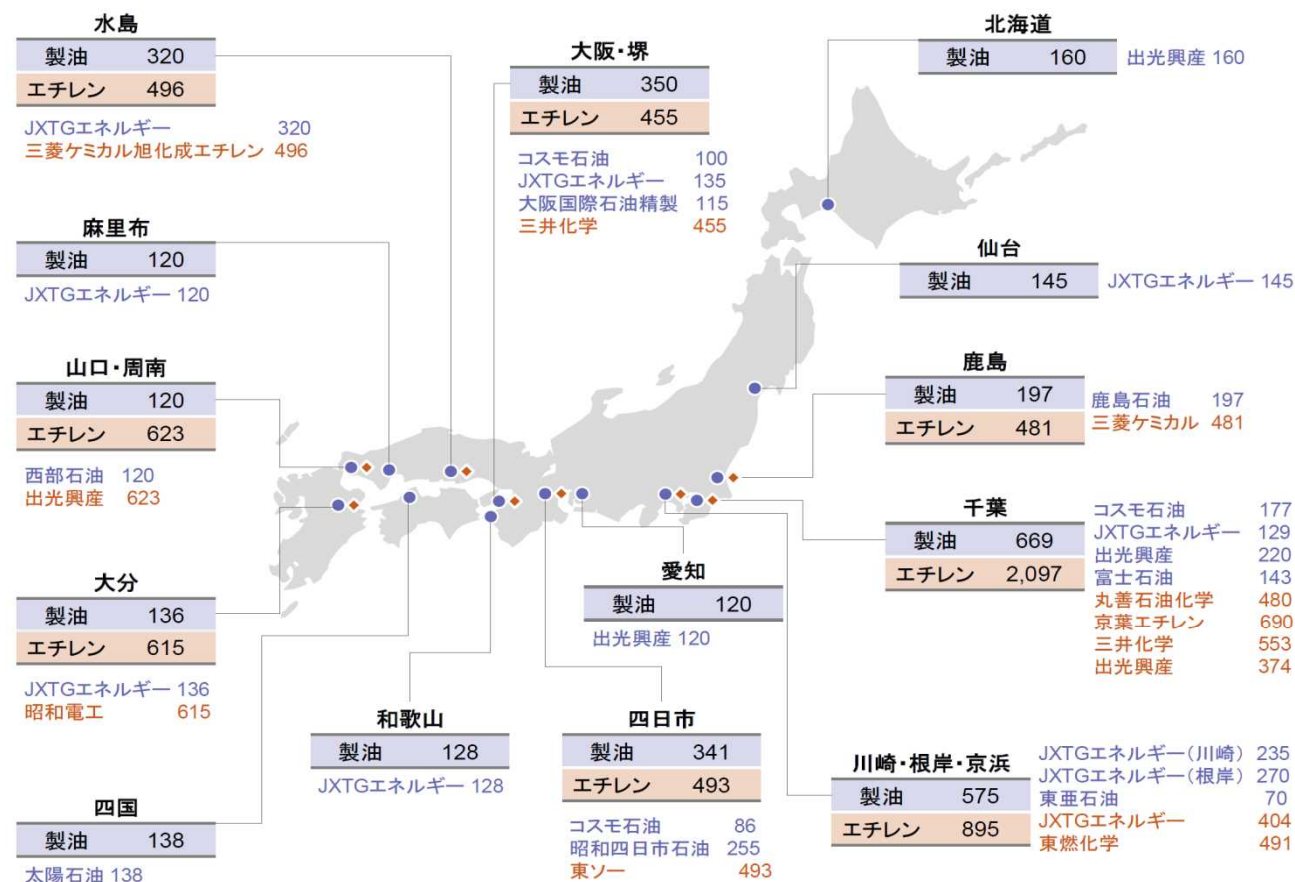 水島
製油 320
エチレン 496
JXTGエネルギー 320
三菱ケミカル旭化成エチレン 496
麻里布
製油 120
JXTGエネルギー 120
山口・周南
製油 120
エチレン 623
西部石油 120
出光興産 623
大分
製油 136
エチレン 615
JXTGエネルギー 136
昭和電工 615
四国
製油 138
太陽石油 138
大阪・堺
製油 350
エチレン 455
コスモ石油 100
JXTGエネルギー 135
大阪国際石油精製 115
三井化学 455
和歌山
製油 128
JXTGエネルギー 128
愛知
製油 120
出光興産 120
四日市
製油 341
エチレン 493
コスモ石油 86
昭和四日市石油 255
東ソー 493
北海道
製油 160
出光興産 160
仙台
製油 145
JXTGエネルギー 145
鹿島
製油 197
エチレン 481
鹿島石油 197
三菱ケミカル 481
千葉
製油 669
エチレン 2,097
コスモ石油 177
JXTGエネルギー 129
出光興産 220
富士石油 143
丸善石油化学 480
京葉エチレン 690
三井化学 553
出光興産 374
川崎・根岸・京浜
製油 575
エチレン 895
JXTGエネルギー(川崎) 235
JXTGエネルギー(根岸) 270
東亜石油 70
JXTGエネルギー 404
東燃化学 491